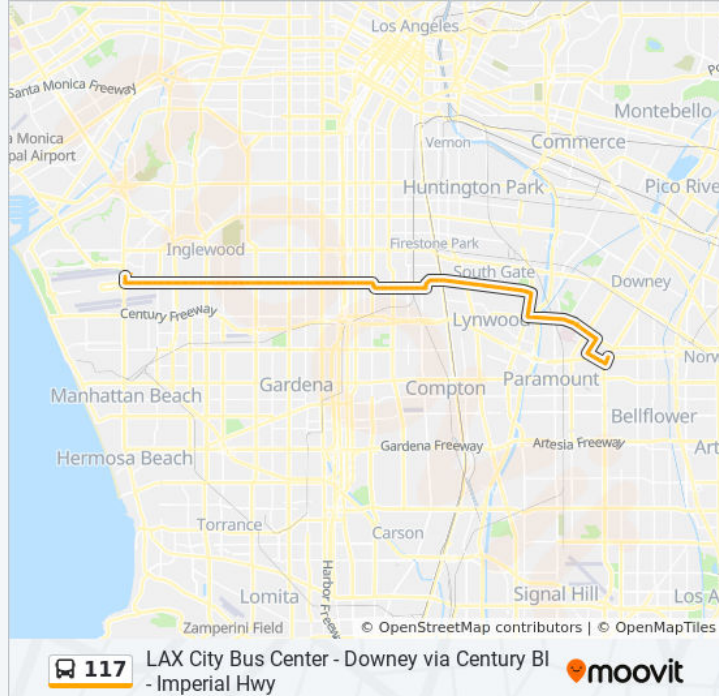 Los Angeles
Santa Monica Freeway
Montebello
a Monica
pal Airport
Vernon
Commerce
Huntington Park
Pico Rive
Inglewood
Firestone Park
South Gate
Downey
Century Freeway
Lynwood
Norw
Gardena
Compton
Paramount
Manhattan Beach
Bellflower
Gardena Freeway
Artesia Freeway
Art
Hermosa Beach
Torrance
Carson
Harbor Freew
Lomita
Signal Hill
Los A
Zamperini Field
© OpenStreetMap contributors | © OpenMapTiles
117
LAX City Bus Center - Downey via Century Bl
- Imperial Hwy
moovit